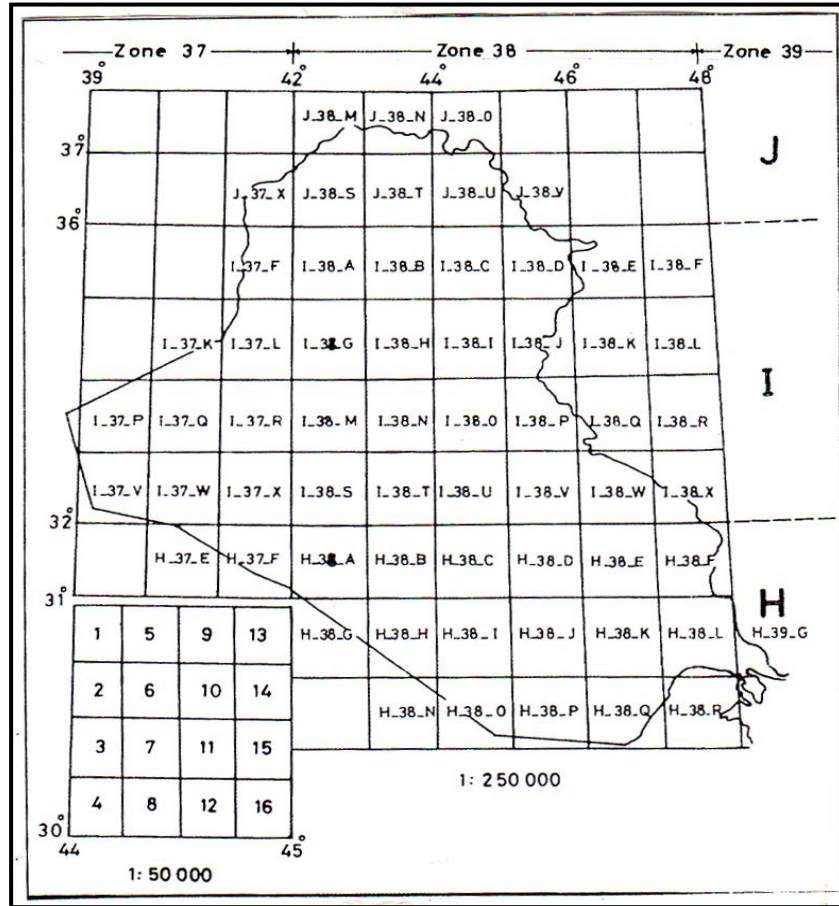 Zone 37 Zone 38 Zone 39
39° 42° 44° 46° 48°
J_38_M J_38_N J_38_O
37° J
J_37_X J_38_S J_38_T J_38_U J_38_V
36°
I_37_F I_38_A I_38_B I_38_C I_38_D I_38_E I_38_F
I_37_K I_37_L I_38_G I_38_H I_38_I I_38_J I_38_K I_38_L
I
I_37_P I_37_Q I_37_R I_38_M I_38_N I_38_O I_38_P I_38_Q I_38_R
I_37_V I_37_W I_37_X I_38_S I_38_T I_38_U I_38_V I_38_W I_38_X
32°
H_37_E H_37_F H_38_A H_38_B H_38_C H_38_D H_38_E H_38_F
31° H
H_38_G H_38_H H_38_I H_38_J H_38_K H_38_L H_39_G
H_38_N H_38_O H_38_P H_38_Q H_38_R
1: 250 000
1 5 9 13
2 6 10 14
3 7 11 15
4 8 12 16
30°
44 45°
1: 50 000